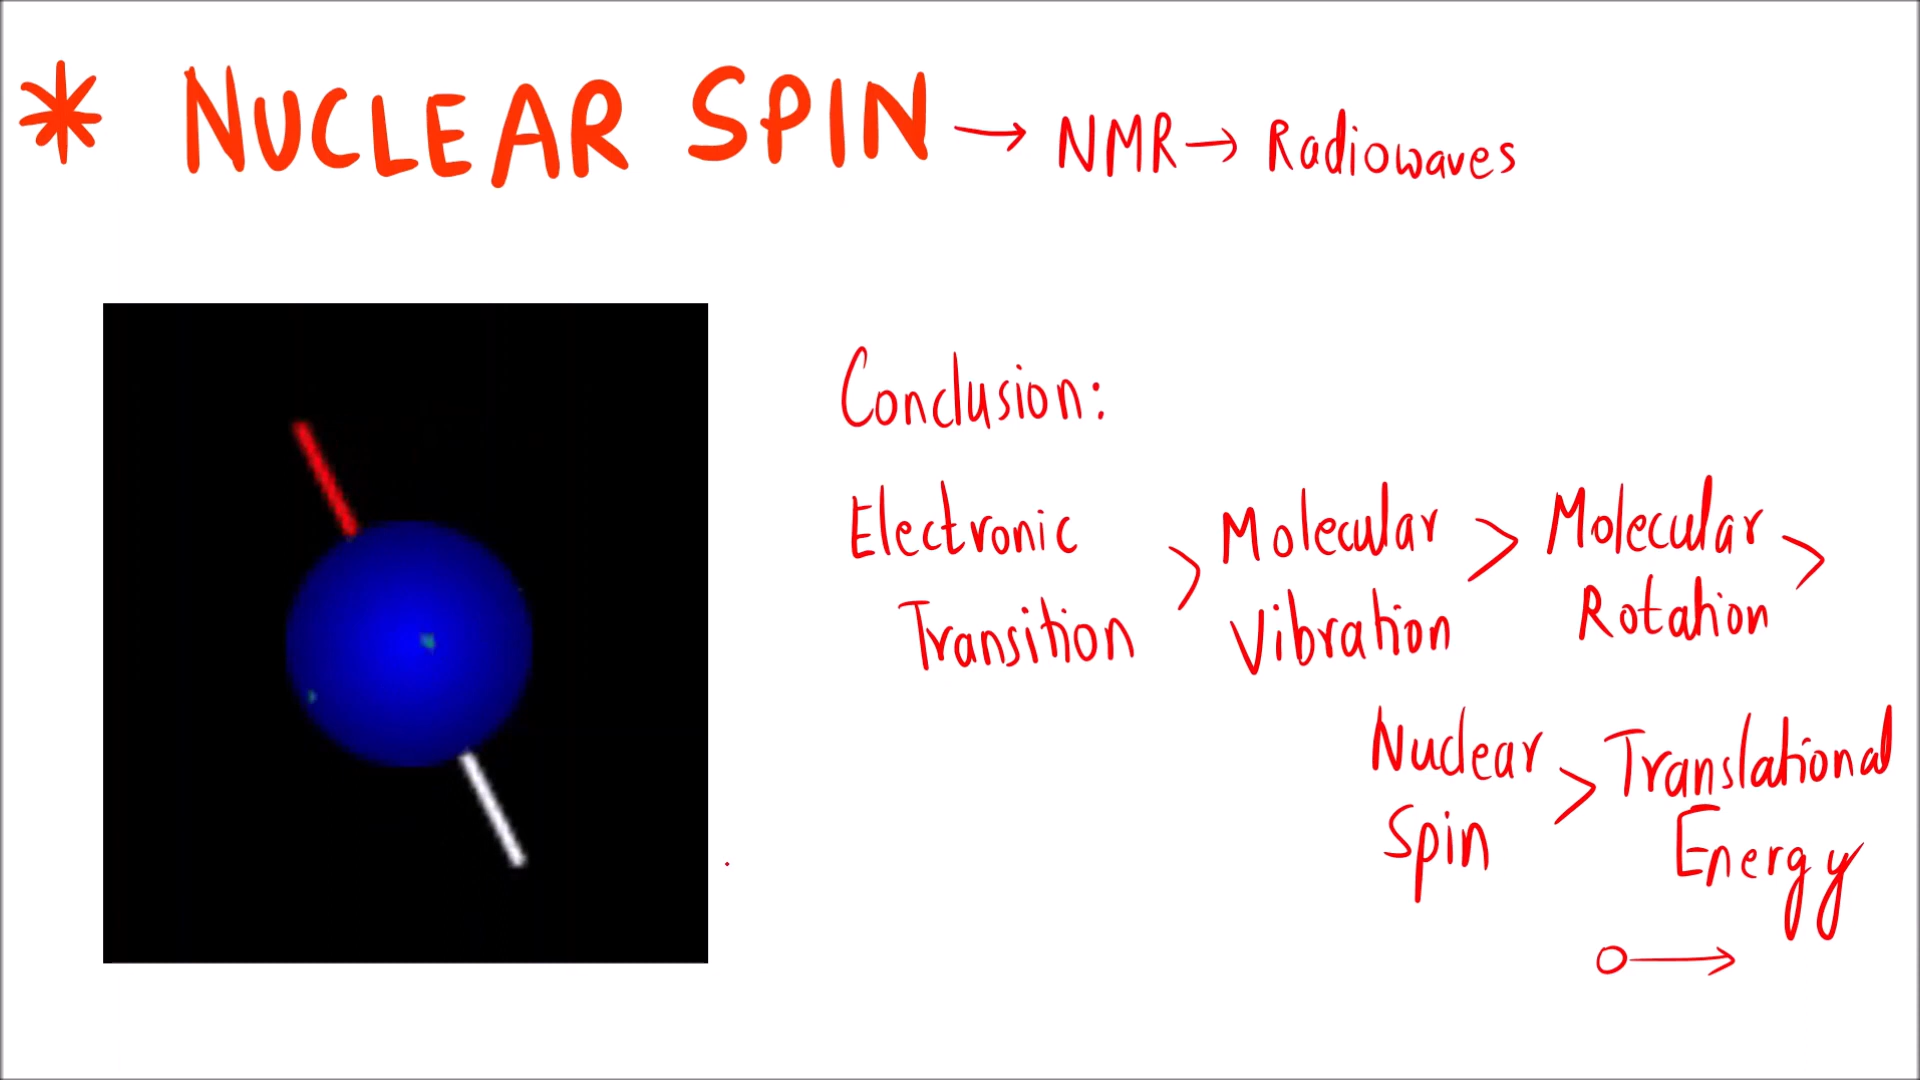 * NUCLEAR SPIN → NMR → Radiowaves
Conclusion:
Electronic Transition > Molecular Vibration > Molecular Rotation >
Nuclear Spin > Translational Energy